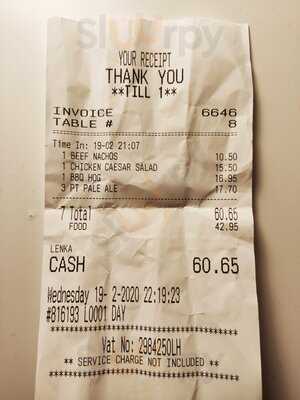 YOUR RECEIPT
THANK YOU
**TILL 1**
INVOICE 6646
TABLE # 8
Time In: 19-02 21:07
1 BEEF NACHOS 10.50
1 CHICKEN CAESAR SALAD 15.50
1 BBQ HOG 16.95
3 PT PALE ALE 17.70
7 Total 60.65
FOOD 42.95
LENKA
CASH 60.65
Wednesday 19- 2-2020 22:19:23
#816193 L0001 DAY
Vat No: 2984250LH
** SERVICE CHARGE NOT INCLUDED **